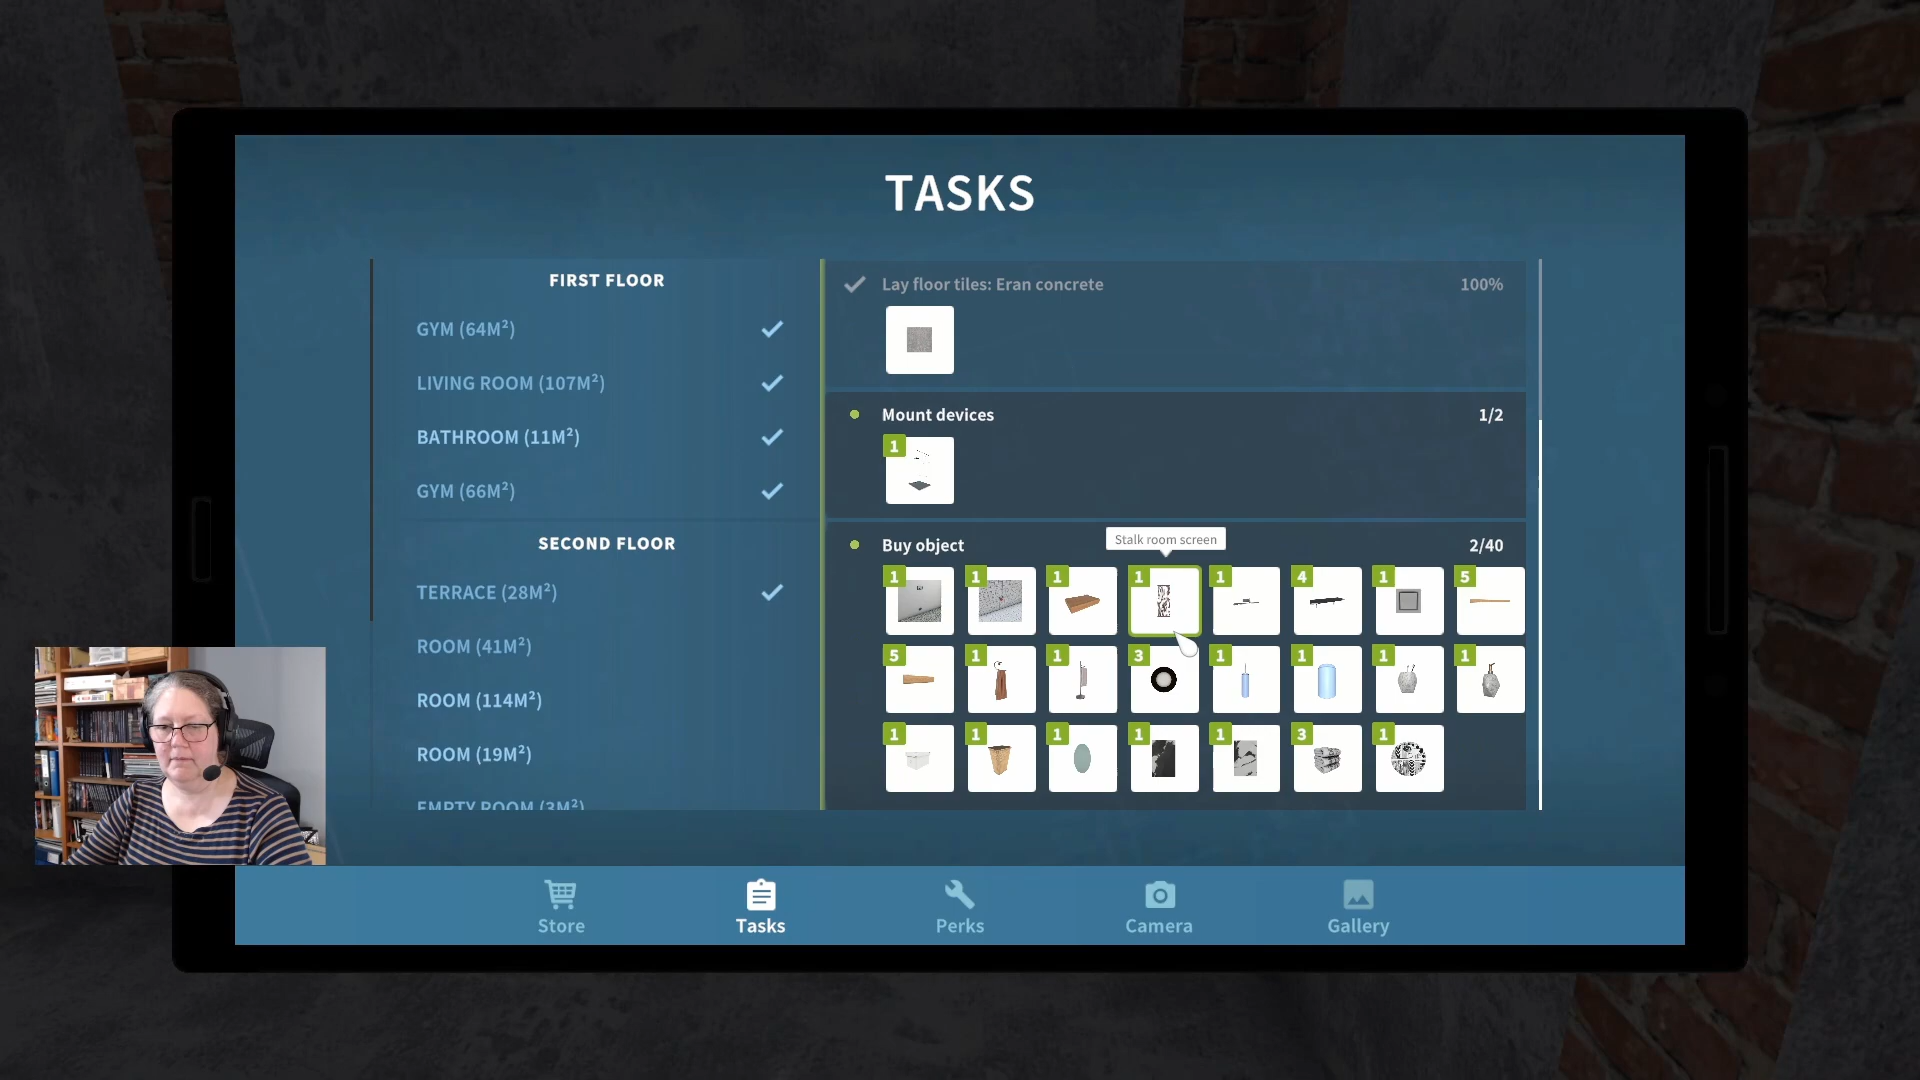 TASKS
FIRST FLOOR
GYM (64M²)
LIVING ROOM (107M²)
BATHROOM (11M²)
GYM (66M²)
SECOND FLOOR
TERRACE (28M²)
ROOM (41M²)
ROOM (114M²)
ROOM (19M²)
EMPTY ROOM (3M²)
Lay floor tiles: Eran concrete 100%
Mount devices 1/2
1
Buy object 2/40
Stalk room screen
1 1 1 1 1 4 1 5
5 1 1 3 1 1 1 1
1 1 1 1 1 3 1
Store Tasks Perks Camera Gallery